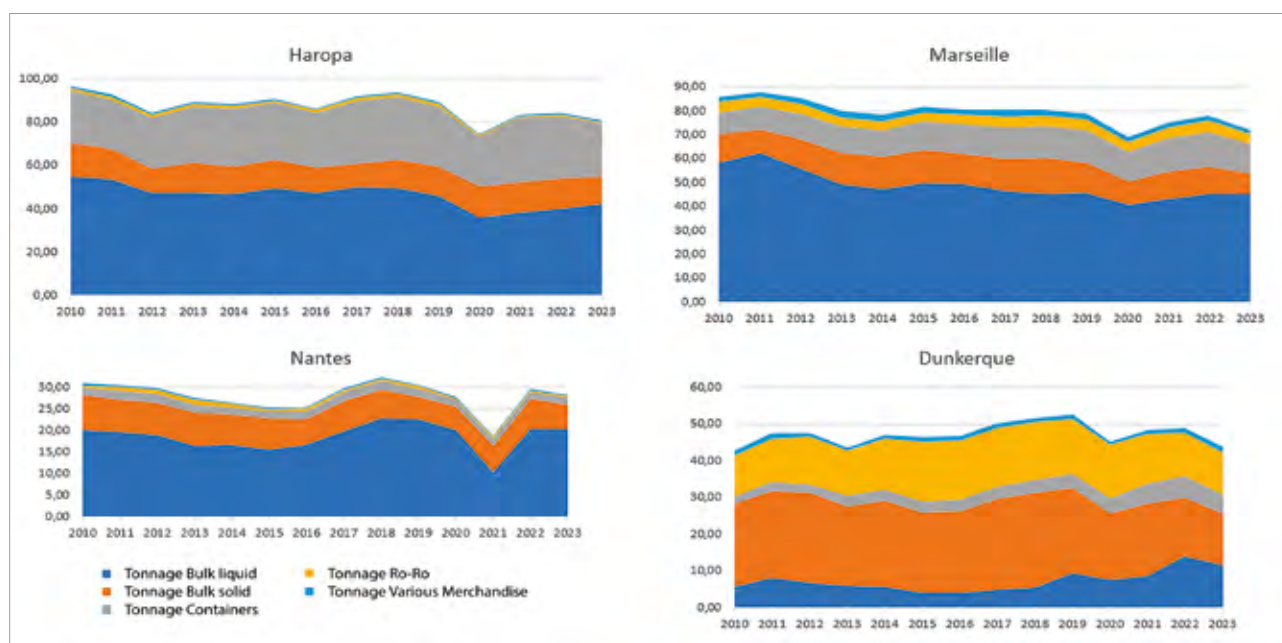 Haropa
100,00
80,00
60,00
40,00
20,00
0,00
2010 2011 2012 2013 2014 2015 2016 2017 2018 2019 2020 2021 2022 2023
Marseille
90,00
80,00
70,00
60,00
50,00
40,00
30,00
20,00
10,00
0,00
2010 2011 2012 2013 2014 2015 2016 2017 2018 2019 2020 2021 2022 2023
Nantes
30,00
25,00
20,00
15,00
10,00
5,00
0,00
2010 2011 2012 2013 2014 2015 2016 2017 2018 2019 2020 2021 2022 2023
Tonnage Bulk liquid
Tonnage Bulk solid
Tonnage Containers
Tonnage Ro-Ro
Tonnage Various Merchandise
Dunkerque
60,00
50,00
40,00
30,00
20,00
10,00
0,00
2010 2011 2012 2013 2014 2015 2016 2017 2018 2019 2020 2021 2022 2023